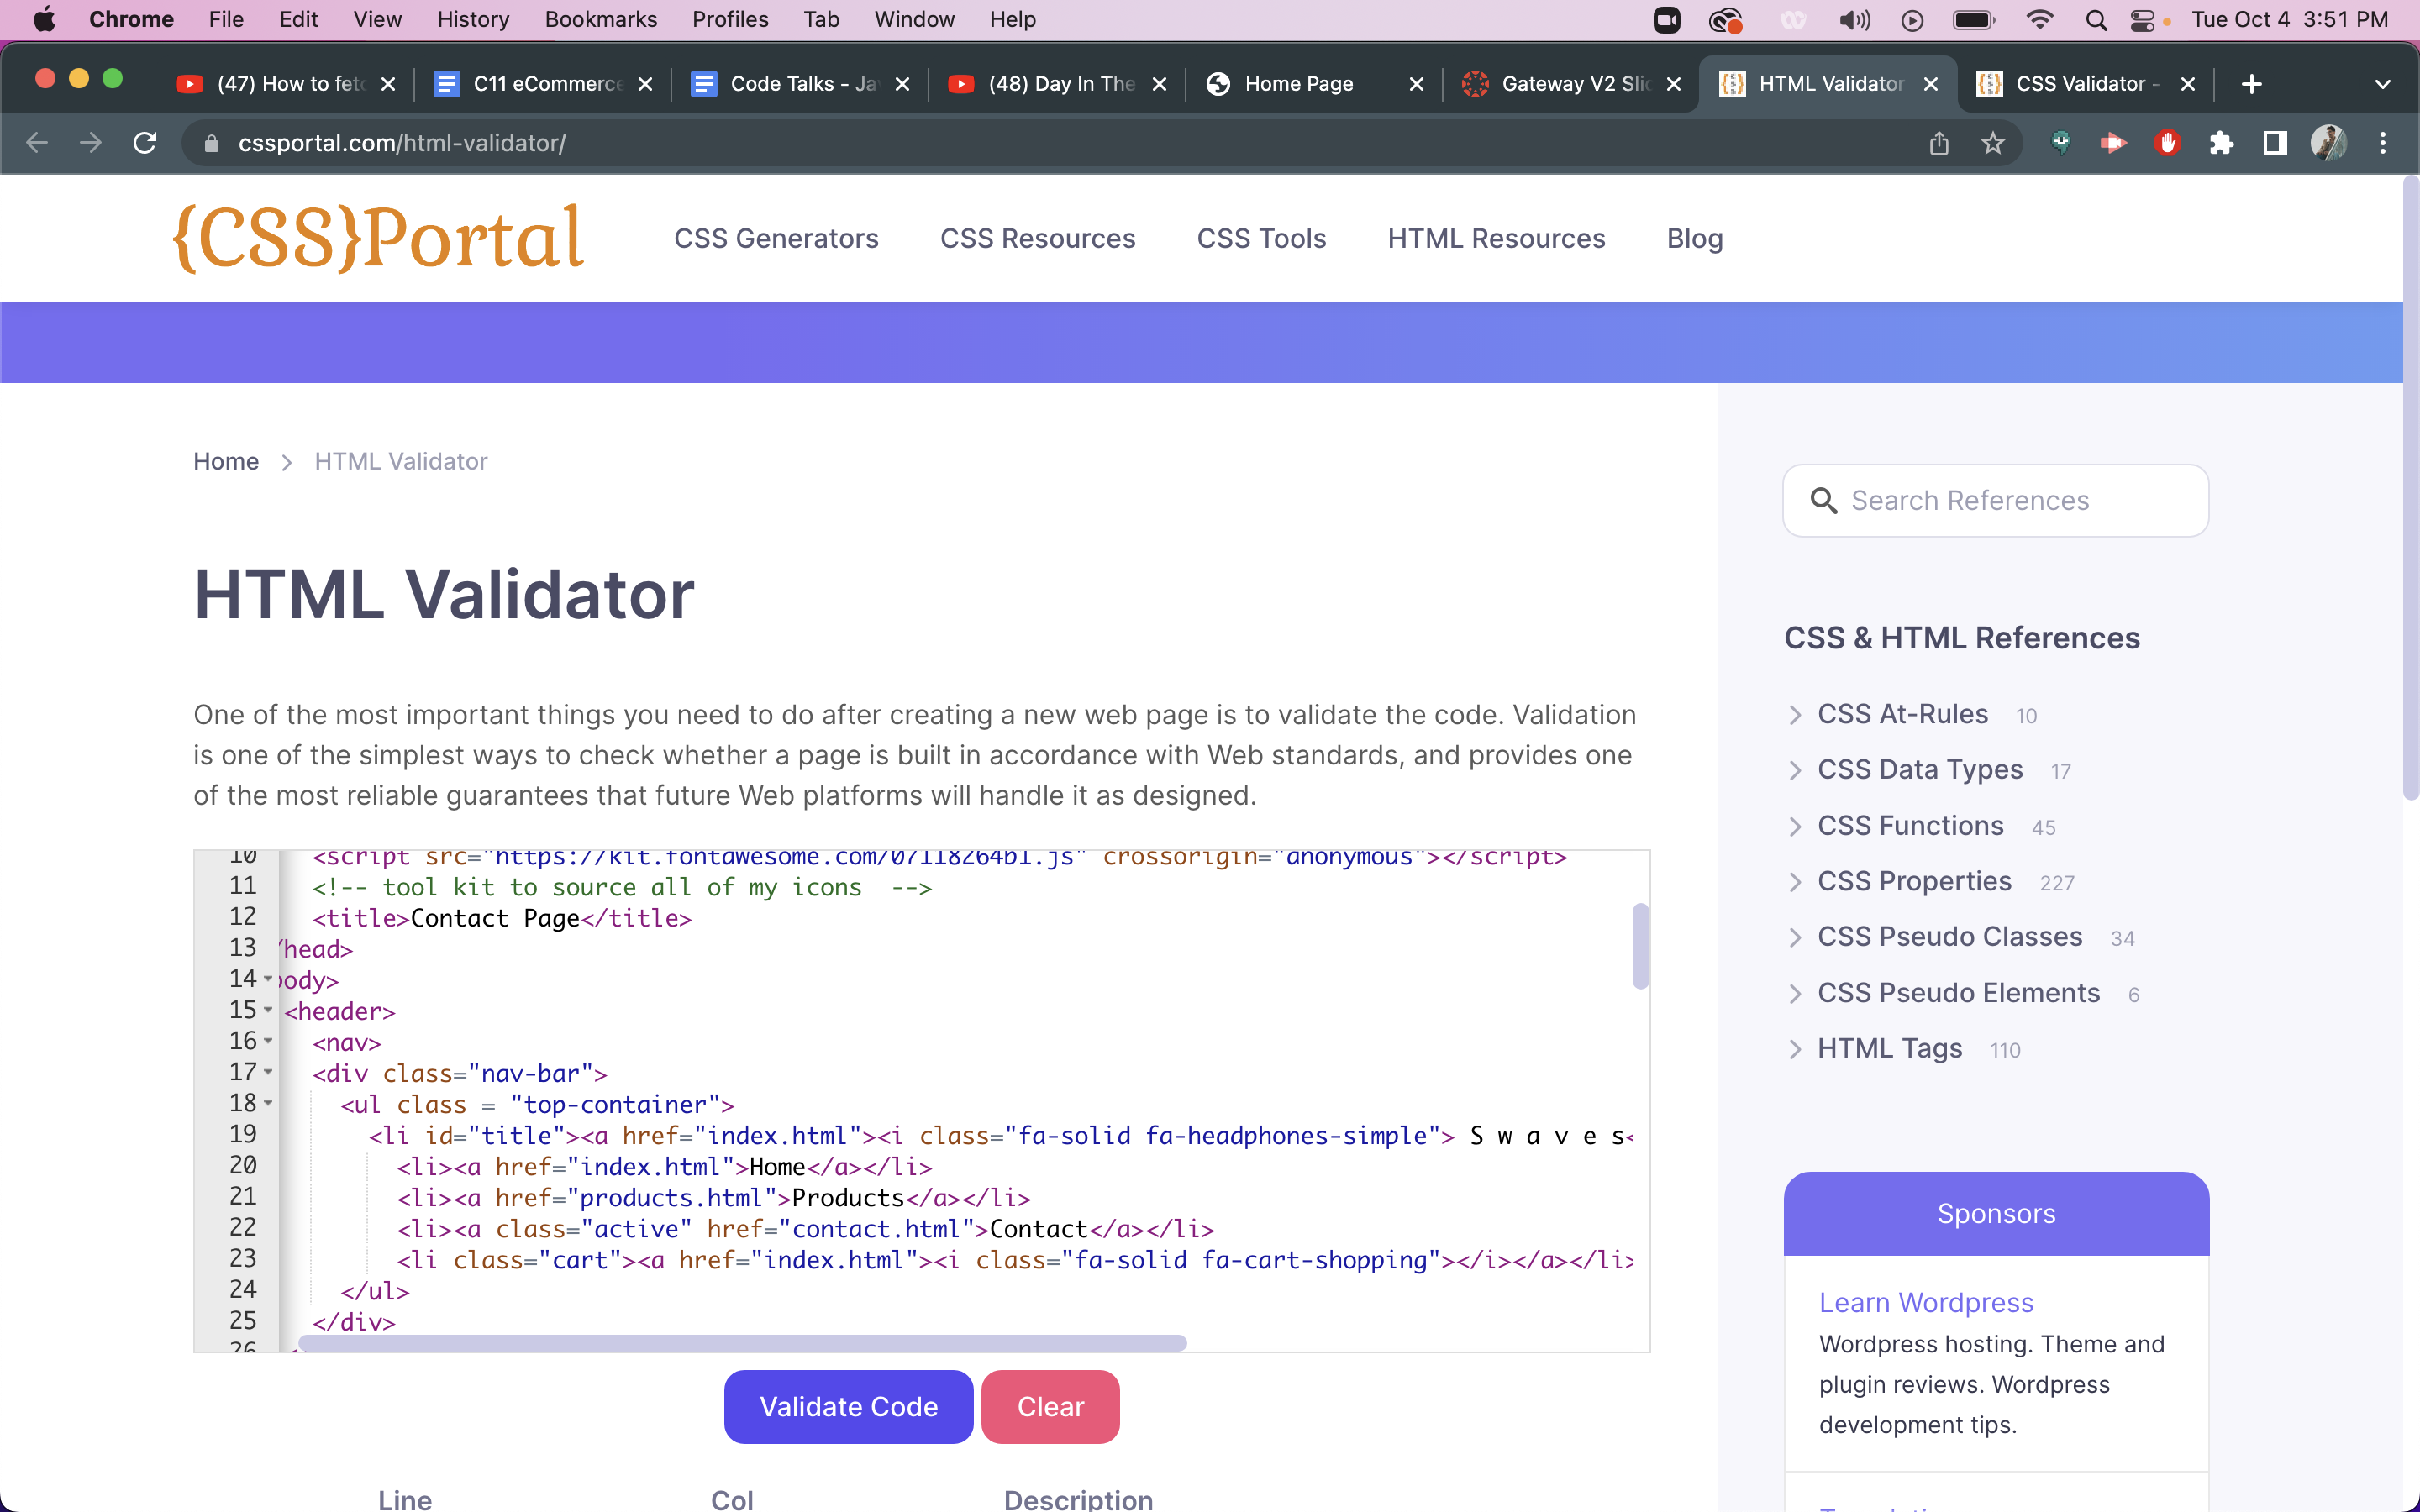 Chrome File Edit View History Bookmarks Profiles Tab Window Help Tue Oct 4 3:51 PM
(47) How to fet C11 eCommerce Code Talks - Ja (48) Day In The Home Page Gateway V2 Slic HTML Validator CSS Validator -
cssportal.com/html-validator/
{CSS}Portal CSS Generators CSS Resources CSS Tools HTML Resources Blog
Home > HTML Validator
HTML Validator
One of the most important things you need to do after creating a new web page is to validate the code. Validation
is one of the simplest ways to check whether a page is built in accordance with Web standards, and provides one
of the most reliable guarantees that future Web platforms will handle it as designed.
10 <script src="https://kit.fontawesome.com/07118264b1.js" crossorigin="anonymous"></script>
11 <!-- tool kit to source all of my icons  -->
12 <title>Contact Page</title>
13 /head>
14 body>
15 <header>
16 <nav>
17 <div class="nav-bar">
18 <ul class = "top-container">
19 <li id="title"><a href="index.html"><i class="fa-solid fa-headphones-simple"> S w a v e s<
20 <li><a href="index.html">Home</a></li>
21 <li><a href="products.html">Products</a></li>
22 <li><a class="active" href="contact.html">Contact</a></li>
23 <li class="cart"><a href="index.html"><i class="fa-solid fa-cart-shopping"></i></a></li>
24 </ul>
25 </div>
26
Validate Code Clear
Line Col Description
Search References
CSS & HTML References
CSS At-Rules 10
CSS Data Types 17
CSS Functions 45
CSS Properties 227
CSS Pseudo Classes 34
CSS Pseudo Elements 6
HTML Tags 110
Sponsors
Learn Wordpress
Wordpress hosting. Theme and
plugin reviews. Wordpress
development tips.